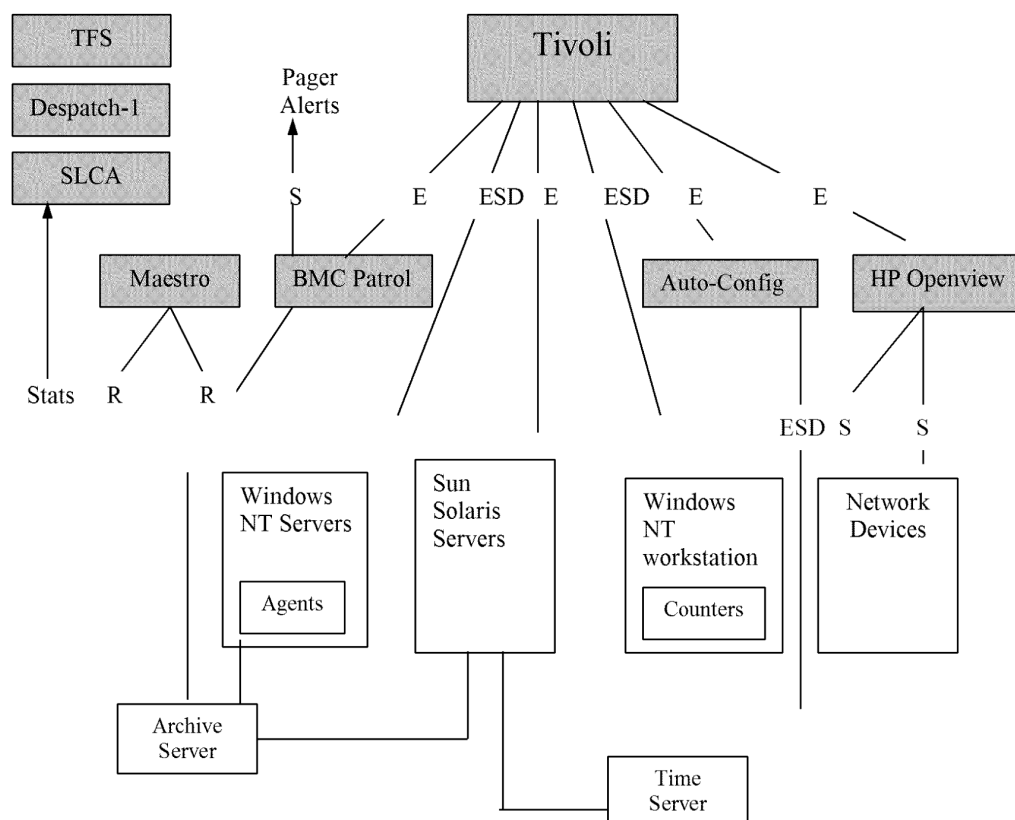 TFS
Tivoli
Pager
Alerts
Despatch-1
SLCA
S
E
ESD
E
ESD
E
E
Maestro
BMC Patrol
Auto-Config
HP Openview
Stats
R
R
ESD
S
S
Windows
NT Servers
Agents
Sun
Solaris
Servers
Windows
NT
workstation
Counters
Network
Devices
Archive
Server
Time
Server